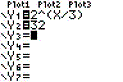 Plot1 Plot2 Plot3
\Y1=2^(X/3)
\Y2=32
\Y3=
\Y4=
\Y5=
\Y6=
\Y7=